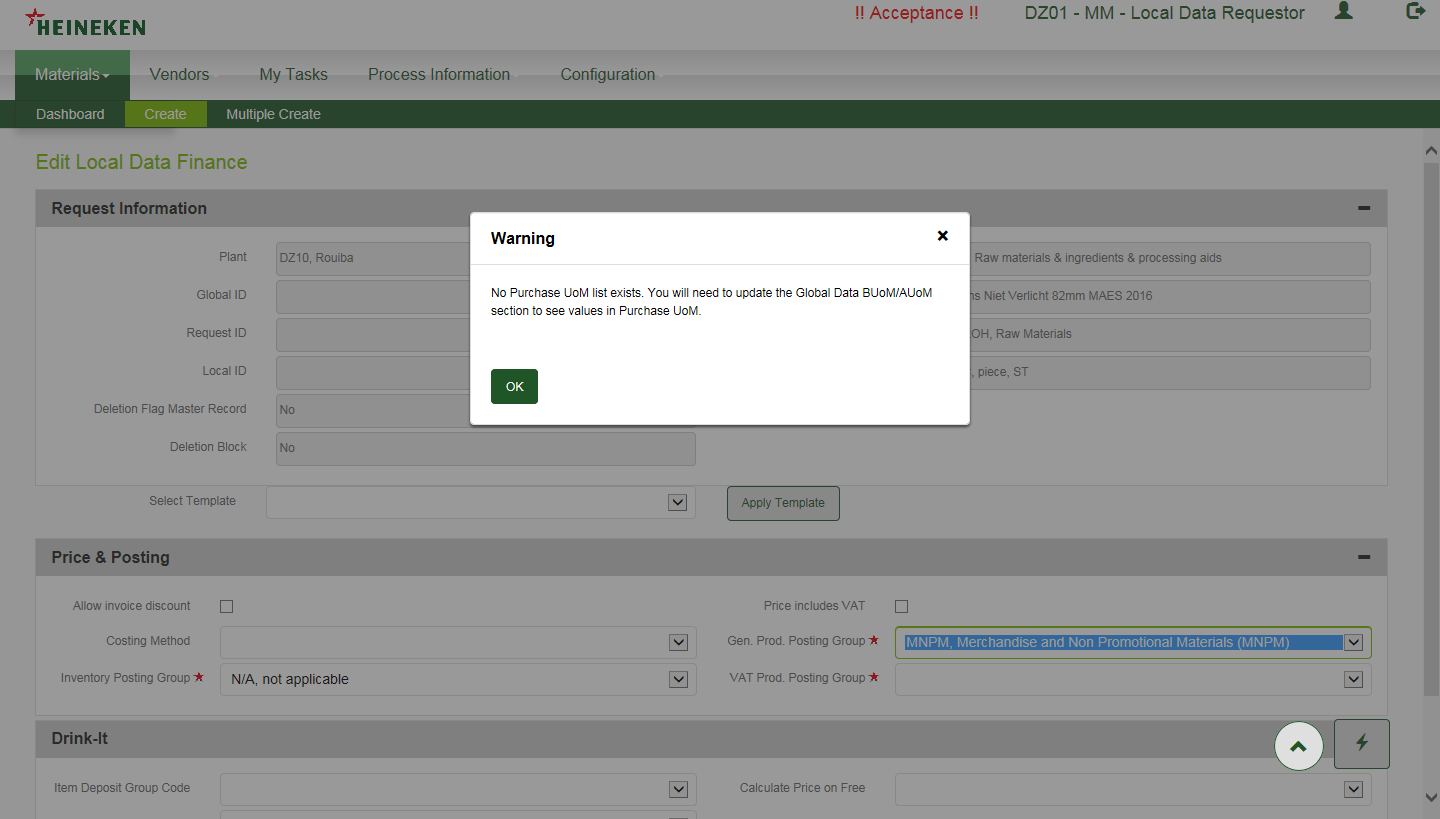 HEINEKEN
!! Acceptance !!
DZ01 - MM - Local Data Requestor
Materials
Vendors
My Tasks
Process Information
Configuration
Dashboard
Create
Multiple Create
Edit Local Data Finance
Request Information
Plant
DZ10, Rouiba
Raw materials & ingredients & processing aids
Global ID
Niet Verlicht 82mm MAES 2016
Request ID
OH, Raw Materials
Local ID
, piece, ST
Deletion Flag Master Record
No
Deletion Block
No
Warning
No Purchase UoM list exists. You will need to update the Global Data BUoM/AUoM
section to see values in Purchase UoM.
OK
Select Template
Apply Template
Price & Posting
Allow invoice discount
Price includes VAT
Costing Method
Gen. Prod. Posting Group
MNPM, Merchandise and Non Promotional Materials (MNPM)
Inventory Posting Group
N/A, not applicable
VAT Prod. Posting Group
Drink-It
Item Deposit Group Code
Calculate Price on Free